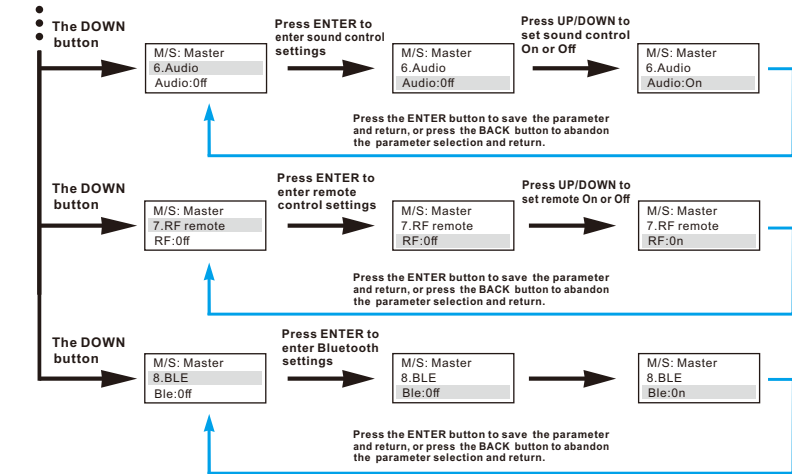 The DOWN
button
Press ENTER to
enter sound control
settings
Press UP/DOWN to
set sound control
On or Off
M/S: Master
6.Audio
Audio:0ff
M/S: Master
6.Audio
Audio:0ff
M/S: Master
6.Audio
Audio:On
Press the ENTER button to save the parameter
and return, or press the BACK button to abandon
the parameter selection and return.
The DOWN
button
Press ENTER to
enter remote
control settings
Press UP/DOWN to
set remote On or Off
M/S: Master
7.RF remote
RF:0ff
M/S: Master
7.RF remote
RF:0ff
M/S: Master
7.RF remote
RF:0n
Press the ENTER button to save the parameter
and return, or press the BACK button to abandon
the parameter selection and return.
The DOWN
button
Press ENTER to
enter Bluetooth
settings
M/S: Master
8.BLE
Ble:0ff
M/S: Master
8.BLE
Ble:0ff
M/S: Master
8.BLE
Ble:0n
Press the ENTER button to save the parameter
and return, or press the BACK button to abandon
the parameter selection and return.